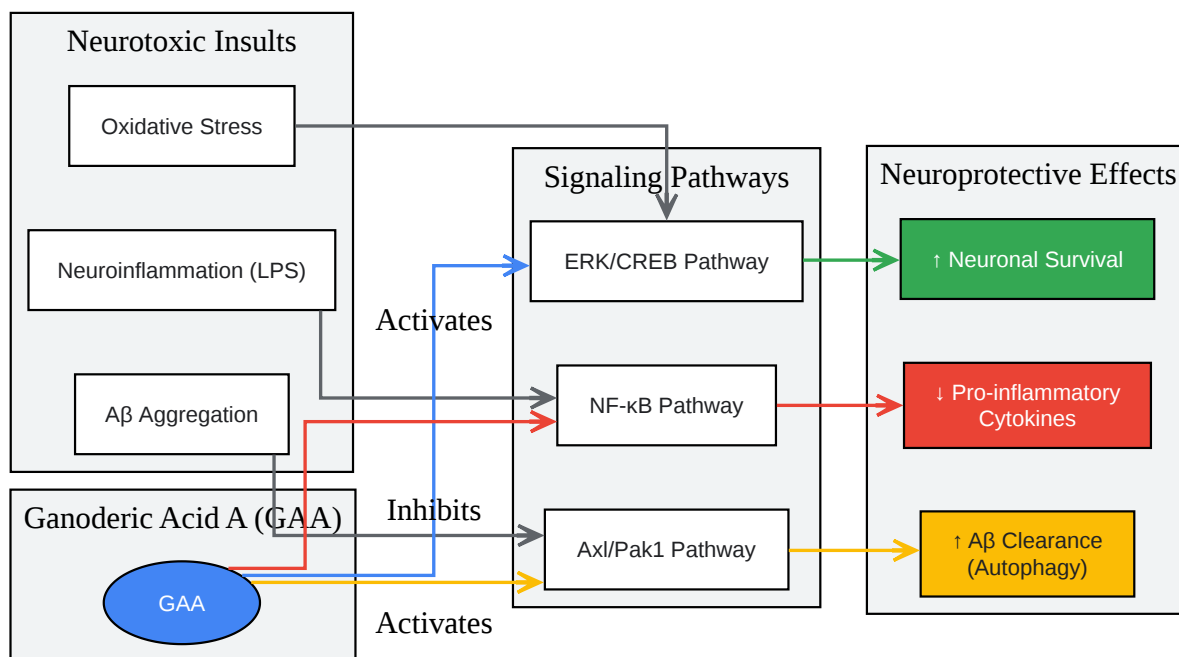 Neurotoxic Insults
Oxidative Stress
Neuroinflammation (LPS)
Aβ Aggregation
Ganoderic Acid A (GAA)
GAA
Activates
Inhibits
Activates
Signaling Pathways
ERK/CREB Pathway
NF-κB Pathway
Axl/Pak1 Pathway
Neuroprotective Effects
↑ Neuronal Survival
↓ Pro-inflammatory
Cytokines
↑ Aβ Clearance
(Autophagy)